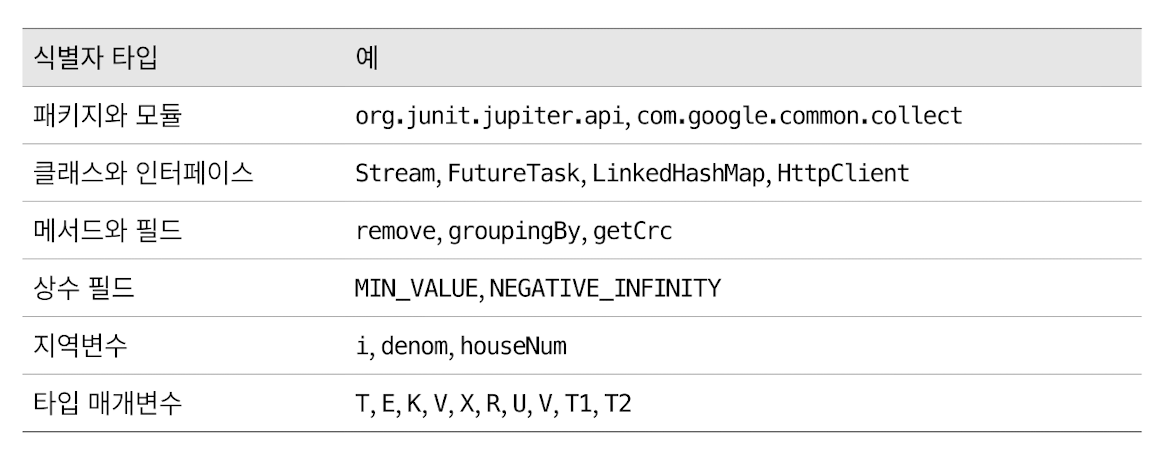 식별자 타입 예
패키지와 모듈 org.junit.jupiter.api, com.google.common.collect
클래스와 인터페이스 Stream, FutureTask, LinkedHashMap, HttpClient
메서드와 필드 remove, groupingBy, getCrc
상수 필드 MIN_VALUE, NEGATIVE_INFINITY
지역변수 i, denom, houseNum
타입 매개변수 T, E, K, V, X, R, U, V, T1, T2